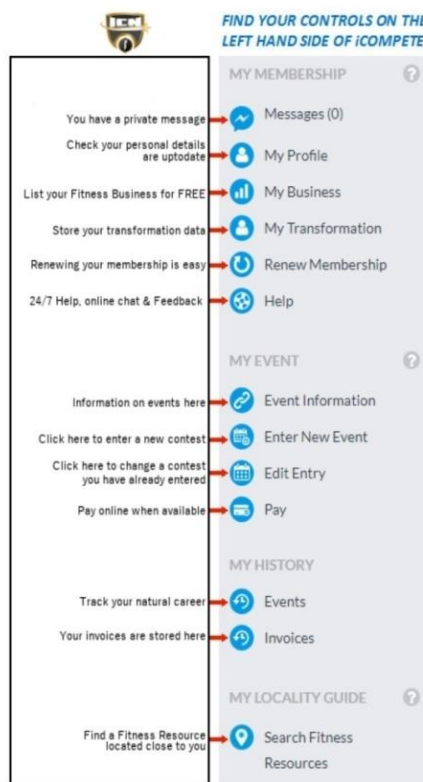 ICN
FIND YOUR CONTROLS ON THE
LEFT HAND SIDE OF iCOMPETE
MY MEMBERSHIP ?
You have a private message
Messages (0)
Check your personal details
are uptodate
My Profile
List your Fitness Business for FREE
My Business
Store your transformation data
My Transformation
Renewing your membership is easy
Renew Membership
24/7 Help, online chat & Feedback
Help
MY EVENT ?
Information on events here
Event Information
Click here to enter a new contest
Enter New Event
Click here to change a contest
you have already entered
Edit Entry
Pay online when available
Pay
MY HISTORY
Track your natural career
Events
Your invoices are stored here
Invoices
MY LOCALITY GUIDE ?
Find a Fitness Resource
located close to you
Search Fitness
Resources